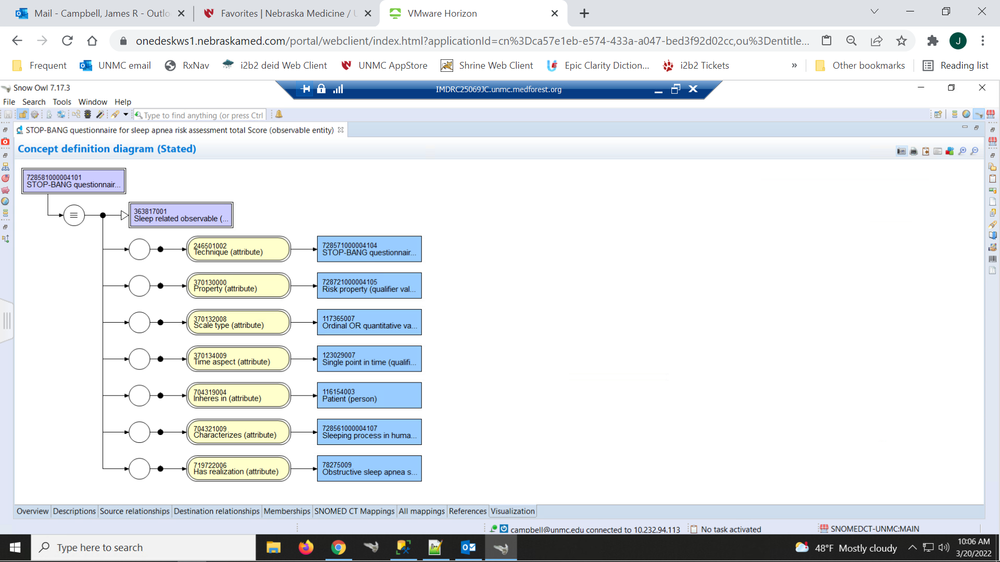 Mail - Campbell, James R - Outlo
Favorites | Nebraska Medicine / U
VMware Horizon
onedeskws1.nebraskamed.com/portal/webclient/index.html?applicationId=cn%3Dca57e1eb-e574-433a-a047-bed3f92d02cc,ou%3Dentitle...
J
Frequent
UNMC email
RxNav
i2b2 deid Web Client
UNMC AppStore
Shrine Web Client
Epic Clarity Diction...
i2b2 Tickets
»
Other bookmarks
Reading list
Snow Owl 7.17.3
IMDRC25069JC.unmc.medforest.org
File Search Tools Window Help
Type to find anything (or press Ctrl
STOP-BANG questionnaire for sleep apnea risk assessment total Score (observable entity)
Concept definition diagram (Stated)
728581000004101
STOP-BANG questionnair...
363817001
Sleep related observable (...
246501002
Technique (attribute)
728571000004104
STOP-BANG questionnair...
370130000
Property (attribute)
728721000004105
Risk property (qualifier val...
370132008
Scale type (attribute)
117365007
Ordinal OR quantitative va...
370134009
Time aspect (attribute)
123029007
Single point in time (qualifi...
704319004
Inheres in (attribute)
116154003
Patient (person)
704321009
Characterizes (attribute)
728561000004107
Sleeping process in huma...
719722006
Has realization (attribute)
78275009
Obstructive sleep apnea s...
Overview Descriptions Source relationships Destination relationships Memberships SNOMED CT Mappings All mappings References Visualization
campbell@unmc.edu connected to 10.232.94.113
No task activated
SNOMEDCT-UNMC:MAIN
Type here to search
48°F Mostly cloudy
10:06 AM
3/20/2022